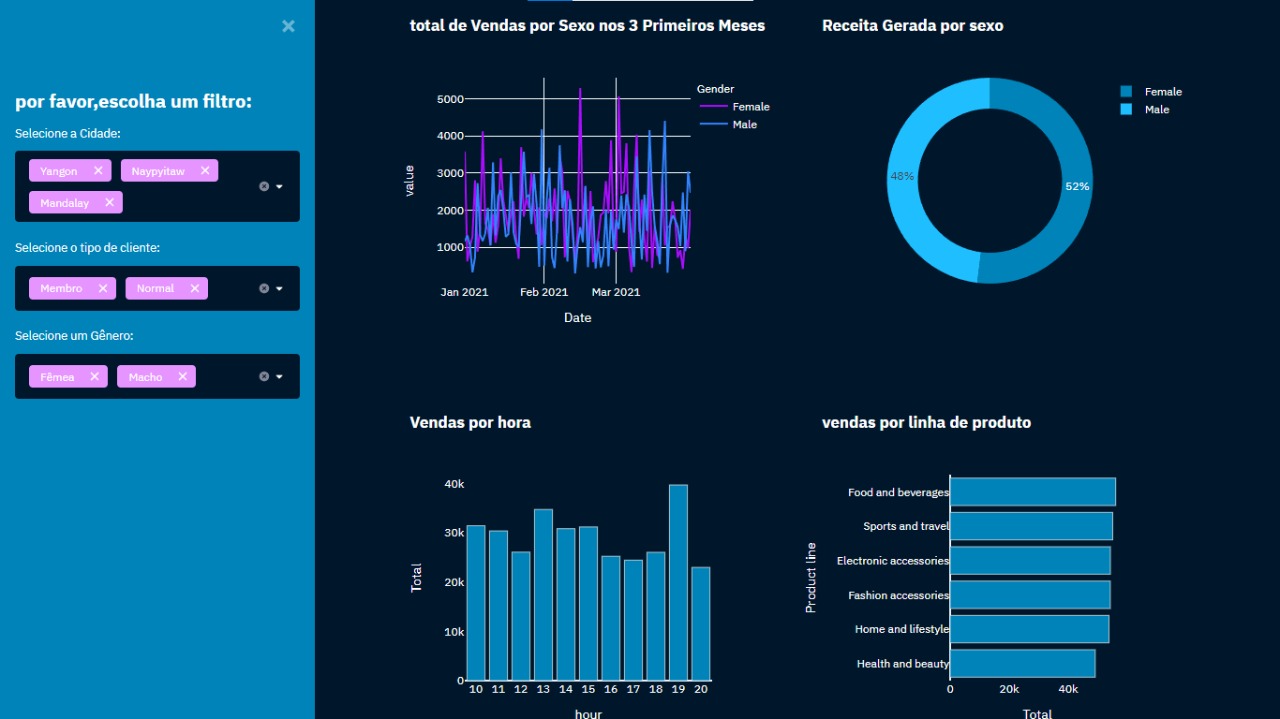 por favor,escolha um filtro:
Selecione a Cidade:
Yangon
Naypyitaw
Mandalay
Selecione o tipo de cliente:
Membro
Normal
Selecione um Gênero:
Fêmea
Macho
total de Vendas por Sexo nos 3 Primeiros Meses
value
5000
4000
3000
2000
1000
Jan 2021
Feb 2021
Mar 2021
Date
Gender
Female
Male
Receita Gerada por sexo
48%
52%
Female
Male
Vendas por hora
Total
40k
30k
20k
10k
0
10 11 12 13 14 15 16 17 18 19 20
hour
vendas por linha de produto
Product line
Food and beverages
Sports and travel
Electronic accessories
Fashion accessories
Home and lifestyle
Health and beauty
0 20k 40k
Total